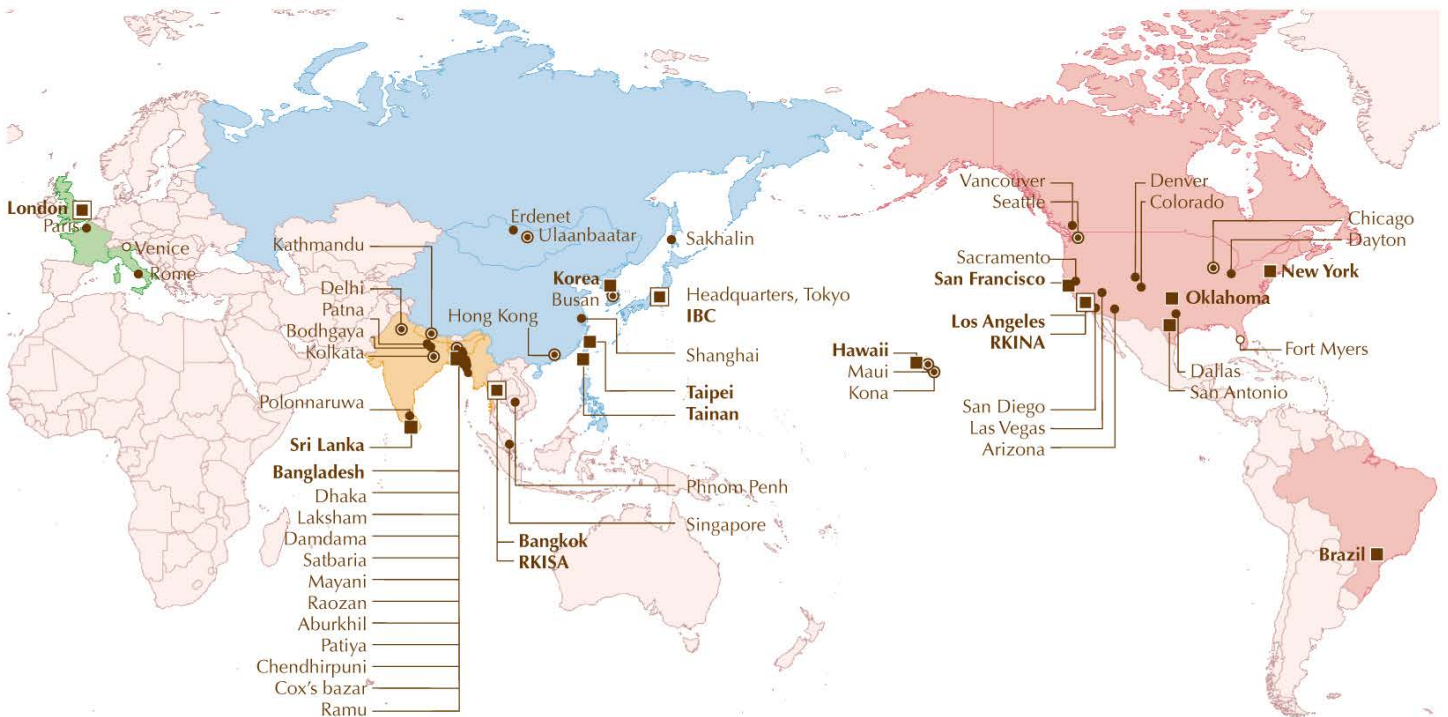 London
Paris
Venice
Rome
Kathmandu
Delhi
Patna
Bodhgaya
Kolkata
Polonnaruwa
Sri Lanka
Bangladesh
Dhaka
Laksham
Damdama
Satbaria
Mayani
Raozan
Aburkhil
Patiya
Chendhirpuni
Cox's bazar
Ramu
Erdenet
Ulaanbaatar
Sakhalin
Korea
Busan
Headquarters, Tokyo
IBC
Hong Kong
Shanghai
Taipei
Tainan
Phnom Penh
Singapore
Bangkok
RKISA
Hawaii
Maui
Kona
Vancouver
Seattle
Sacramento
San Francisco
Los Angeles
RKINA
San Diego
Las Vegas
Arizona
Denver
Colorado
Chicago
Dayton
New York
Oklahoma
Fort Myers
Dallas
San Antonio
Brazil